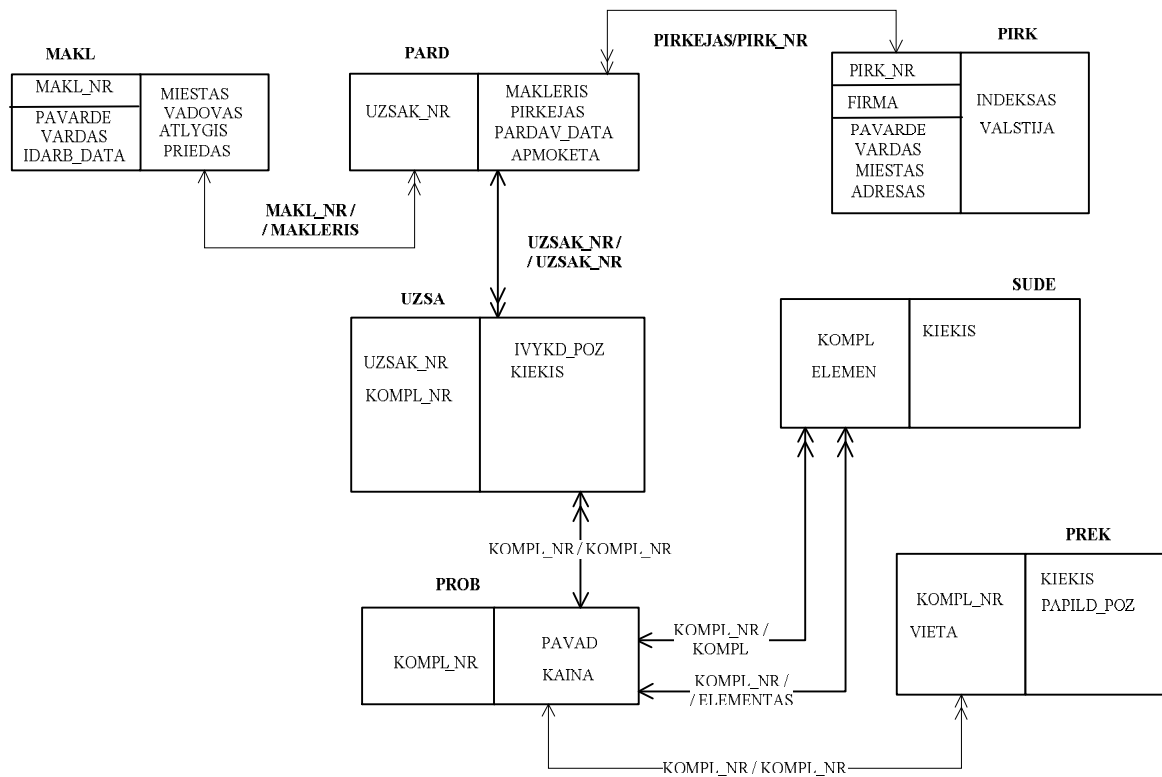 PIRKEJAS/PIRK_NR
MAKL
PARD
PIRK
MAKL_NR
PAVARDE
VARDAS
IDARB_DATA
MIESTAS
VADOVAS
ATLYGIS
PRIEDAS
UZSAK_NR
MAKLERIS
PIRKEJAS
PARDAV_DATA
APMOKETA
PIRK_NR
FIRMA
PAVARDE
VARDAS
MIESTAS
ADRESAS
INDEKSAS
VALSTIJA
MAKL_NR /
/ MAKLERIS
UZSAK_NR /
/ UZSAK_NR
UZSA
SUDE
UZSAK_NR
KOMPL_NR
IVYKD_POZ
KIEKIS
KOMPL
ELEMEN
KIEKIS
KOMPL_NR / KOMPL_NR
PREK
PROB
KOMPL_NR
PAVAD
KAINA
KOMPL_NR /
KOMPL
KOMPL_NR /
/ ELEMENTAS
KOMPL_NR
VIETA
KIEKIS
PAPILD_POZ
KOMPL_NR / KOMPL_NR